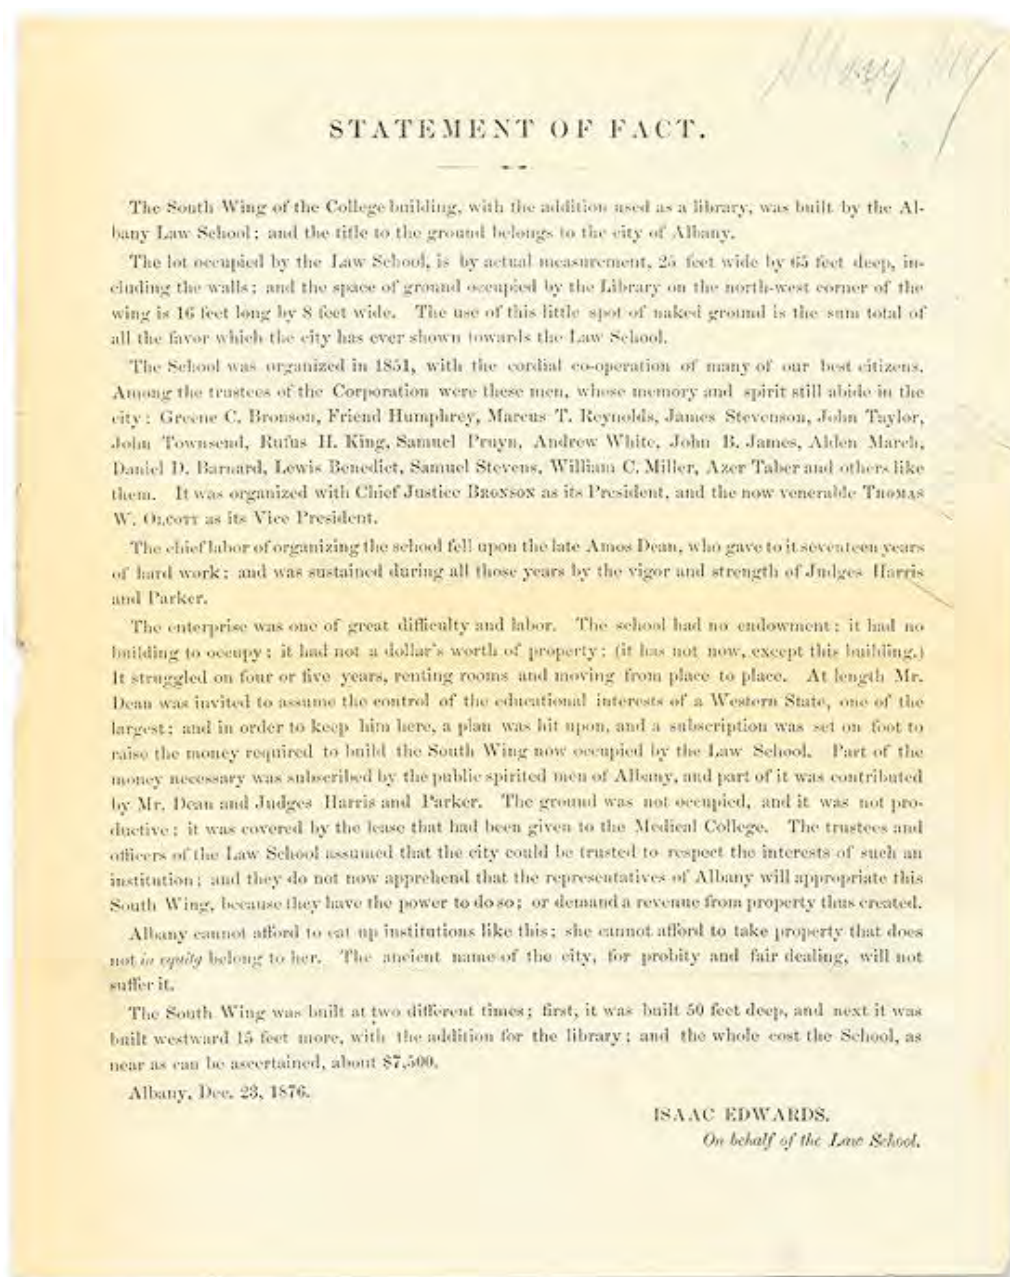 Albany
STATEMENT OF FACT.
The South Wing of the College building, with the addition used as a library, was built by the Al-
bany Law School; and the title to the ground belongs to the city of Albany.
The lot occupied by the Law School, is by actual measurement, 25 feet wide by 65 feet deep, in-
cluding the walls; and the space of ground occupied by the Library on the north-west corner of the
wing is 16 feet long by 8 feet wide. The use of this little spot of naked ground is the sum total of
all the favor which the city has ever shown towards the Law School.
The School was organized in 1851, with the cordial co-operation of many of our best citizens.
Among the trustees of the Corporation were these men, whose memory and spirit still abide in the
city: Greene C. Bronson, Friend Humphrey, Marcus T. Reynolds, James Stevenson, John Taylor,
John Townsend, Rufus H. King, Samuel Pruyn, Andrew White, John B. James, Alden March,
Daniel D. Barnard, Lewis Benedict, Samuel Stevens, William C. Miller, Azer Taber and others like
them. It was organized with Chief Justice BRONSON as its President, and the now venerable THOMAS
W. OLCOTT as its Vice President.
The chief labor of organizing the school fell upon the late Amos Dean, who gave to it seventeen years
of hard work; and was sustained during all those years by the vigor and strength of Judges Harris
and Parker.
The enterprise was one of great difficulty and labor. The school had no endowment; it had no
building to occupy; it had not a dollar's worth of property; (it has not now, except this building.)
It struggled on four or five years, renting rooms and moving from place to place. At length Mr.
Dean was invited to assume the control of the educational interests of a Western State, one of the
largest; and in order to keep him here, a plan was hit upon, and a subscription was set on foot to
raise the money required to build the South Wing now occupied by the Law School. Part of the
money necessary was subscribed by the public spirited men of Albany, and part of it was contributed
by Mr. Dean and Judges Harris and Parker. The ground was not occupied, and it was not pro-
ductive; it was covered by the lease that had been given to the Medical College. The trustees and
officers of the Law School assumed that the city could be trusted to respect the interests of such an
institution; and they do not now apprehend that the representatives of Albany will appropriate this
South Wing, because they have the power to do so; or demand a revenue from property thus created.
Albany cannot afford to eat up institutions like this; she cannot afford to take property that does
not in equity belong to her. The ancient name of the city, for probity and fair dealing, will not
suffer it.
The South Wing was built at two different times; first, it was built 50 feet deep, and next it was
built westward 15 feet more, with the addition for the library; and the whole cost the School, as
near as can be ascertained, about $7,500.
Albany, Dec. 23, 1876.
ISAAC EDWARDS.
On behalf of the Law School.